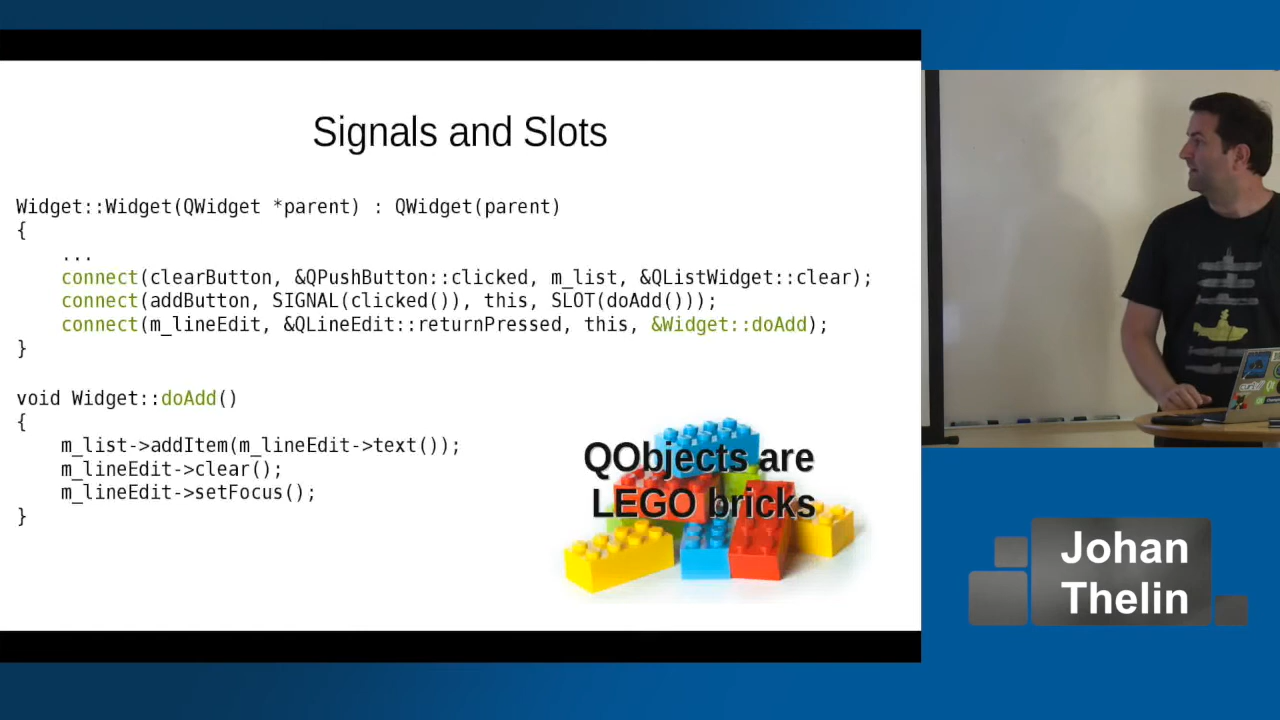 Signals and Slots
Widget::Widget(QWidget *parent) : QWidget(parent)
{
...
connect(clearButton, &QPushButton::clicked, m_list, &QListWidget::clear);
connect(addButton, SIGNAL(clicked()), this, SLOT(doAdd()));
connect(m_lineEdit, &QLineEdit::returnPressed, this, &Widget::doAdd);
}
void Widget::doAdd()
{
m_list->addItem(m_lineEdit->text());
m_lineEdit->clear();
m_lineEdit->setFocus();
}
QObjects are
LEGO bricks
Johan
Thelin